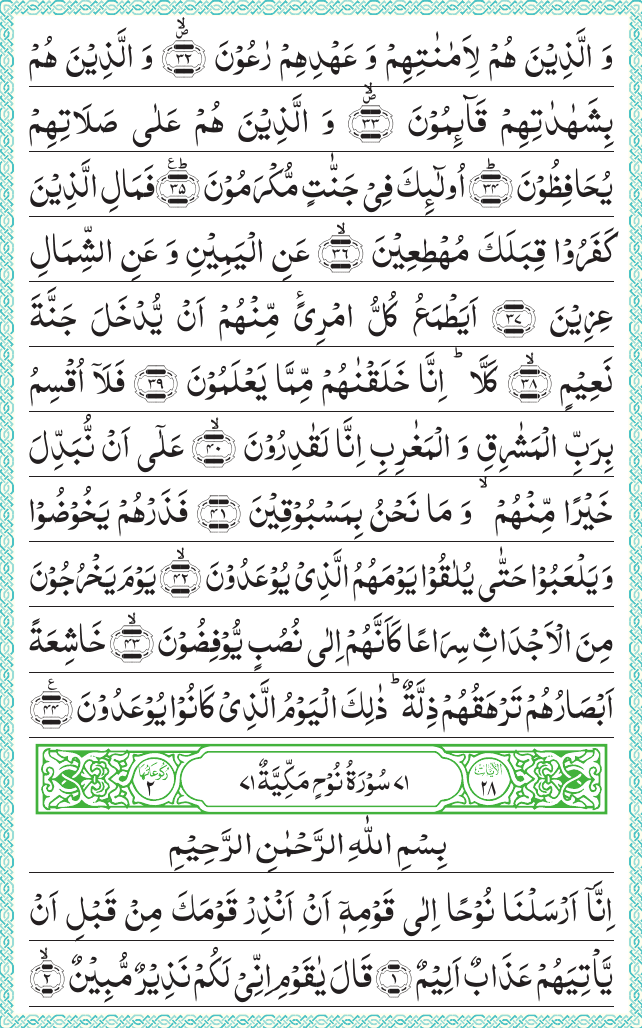 وَ الَّذِیْنَ هُمْ لِاَمٰنٰتِهِمْ وَ عَهْدِهِمْ رٰعُوْنَ ۪ۙ﴿۳۲﴾ وَ الَّذِیْنَ هُمْ
بِشَهٰدٰتِهِمْ قَآىِٕمُوْنَ ۪ۙ﴿۳۳﴾ وَ الَّذِیْنَ هُمْ عَلٰی صَلَاتِهِمْ
یُحَافِظُوْنَ ؕ﴿۳۴﴾ اُولٰٓىِٕكَ فِیْ جَنّٰتٍ مُّكْرَمُوْنَ ؕ﴿۳۵﴾ع فَمَالِ الَّذِیْنَ
كَفَرُوْا قِبَلَكَ مُهْطِعِیْنَ ۙ﴿۳۶﴾ عَنِ الْیَمِیْنِ وَ عَنِ الشِّمَالِ
عِزِیْنَ ﴿۳۷﴾ اَیَطْمَعُ كُلُّ امْرِئٍ مِّنْهُمْ اَنْ یُّدْخَلَ جَنَّةَ
نَعِیْمٍ ۙ﴿۳۸﴾ كَلَّا ؕ اِنَّا خَلَقْنٰهُمْ مِّمَّا یَعْلَمُوْنَ ﴿۳۹﴾ فَلَاۤ اُقْسِمُ
بِرَبِّ الْمَشٰرِقِ وَ الْمَغٰرِبِ اِنَّا لَقٰدِرُوْنَ ۙ﴿۴۰﴾ عَلٰۤی اَنْ نُّبَدِّلَ
خَیْرًا مِّنْهُمْ ۙ وَ مَا نَحْنُ بِمَسْبُوْقِیْنَ ﴿۴۱﴾ فَذَرْهُمْ یَخُوْضُوْا
وَ یَلْعَبُوْا حَتّٰی یُلٰقُوْا یَوْمَهُمُ الَّذِیْ یُوْعَدُوْنَ ۙ﴿۴۲﴾ یَوْمَ یَخْرُجُوْنَ
مِنَ الْاَجْدَاثِ سِرَاعًا كَاَنَّهُمْ اِلٰی نُصُبٍ یُّوْفِضُوْنَ ۙ﴿۴۳﴾ خَاشِعَةً
اَبْصَارُهُمْ تَرْهَقُهُمْ ذِلَّةٌ ؕ ذٰلِكَ الْیَوْمُ الَّذِیْ كَانُوْا یُوْعَدُوْنَ ﴿۴۴﴾ع
اٰیَاتُهَا ۲۸ ۷۱ سُوْرَةُ نُوْحٍ مَكِّیَّةٌ ۷۱ رُكُوْعَاتُهَا ۲
بِسْمِ اللّٰهِ الرَّحْمٰنِ الرَّحِیْمِ
اِنَّاۤ اَرْسَلْنَا نُوْحًا اِلٰی قَوْمِهٖۤ اَنْ اَنْذِرْ قَوْمَكَ مِنْ قَبْلِ اَنْ
یَّاْتِیَهُمْ عَذَابٌ اَلِیْمٌ ﴿۱﴾ قَالَ یٰقَوْمِ اِنِّیْ لَكُمْ نَذِیْرٌ مُّبِیْنٌ ۙ﴿۲﴾